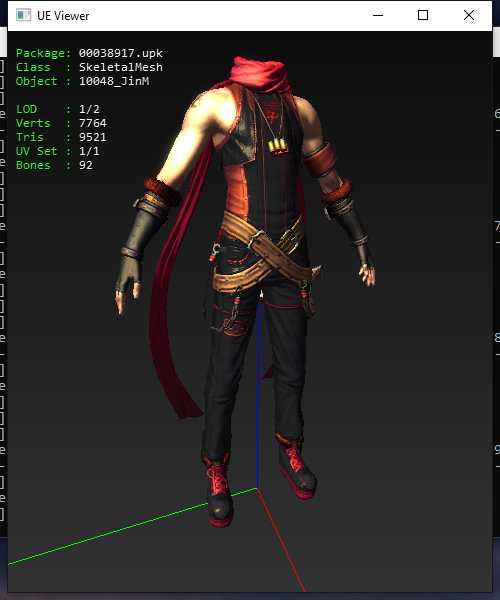 UE Viewer
Package: 00038917.upk
Class : SkeletalMesh
Object : 10048_JinM
LOD : 1/2
Verts : 7764
Tris : 9521
UV Set : 1/1
Bones : 92